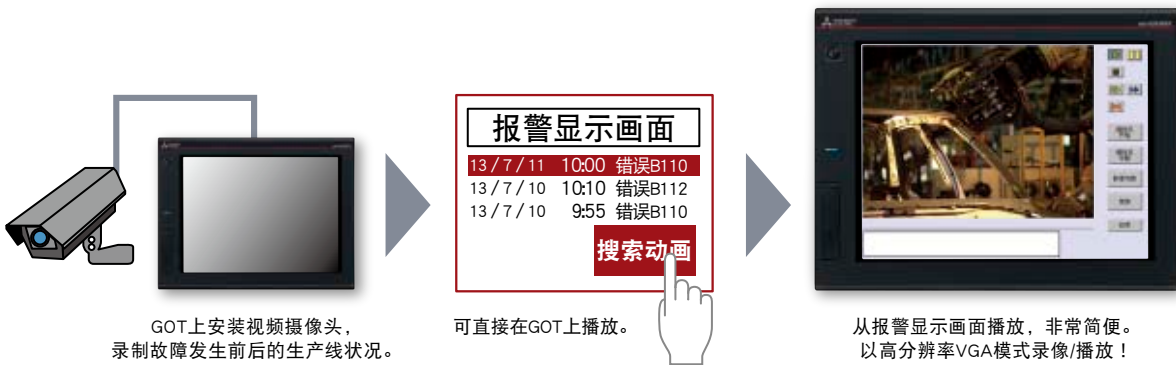 报警显示画面
13/7/11 10:00 错误B110
13/7/10 10:10 错误B112
13/7/10 9:55 错误B110
搜索动画
GOT上安装视频摄像头，
录制故障发生前后的生产线状况。
可直接在GOT上播放。
从报警显示画面播放，非常简便。
以高分辨率VGA模式录像/播放！